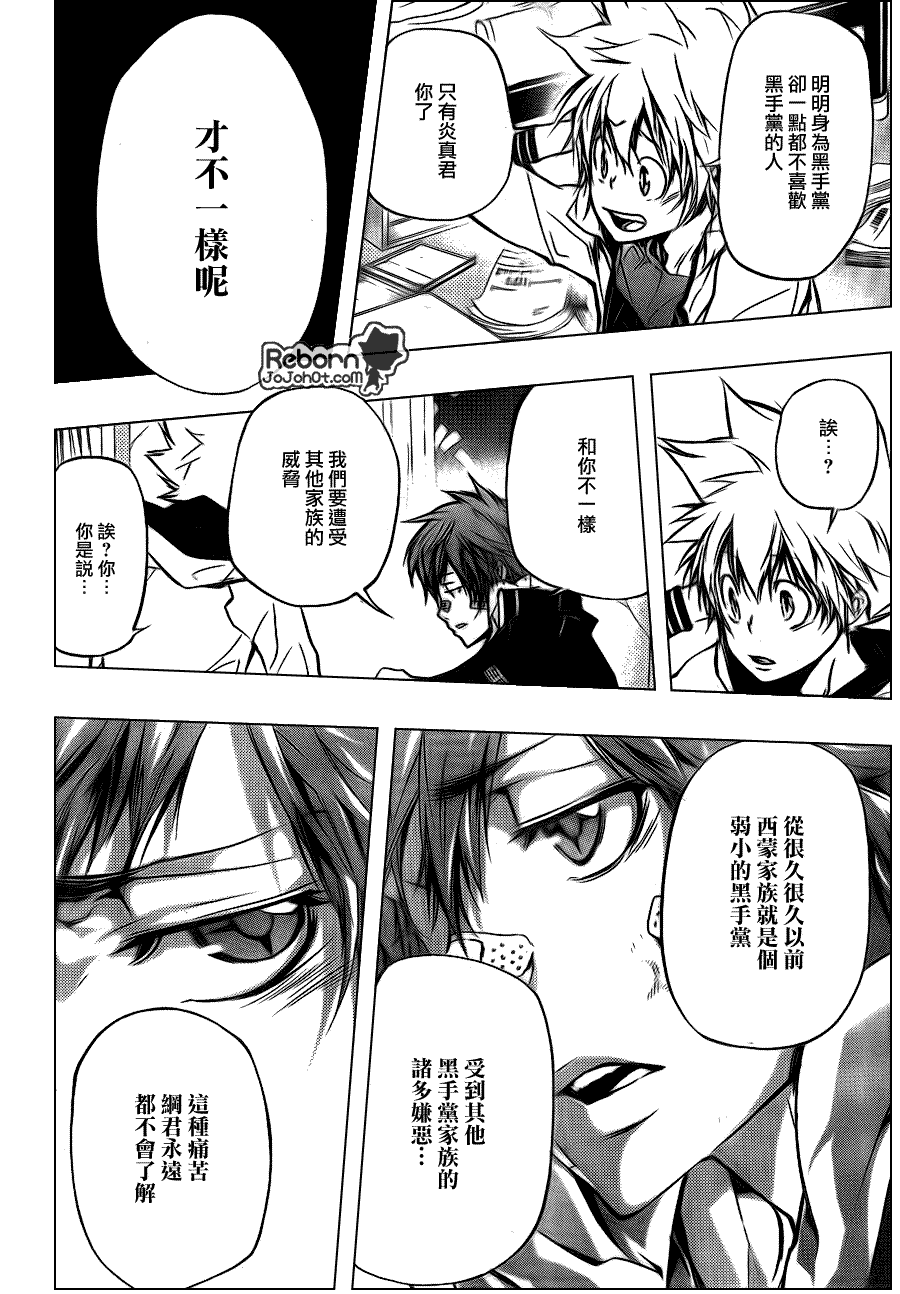 明明身為黑手黨
卻一點都不喜歡
黑手黨的人
只有炎真君
你了
才不一樣呢
Reborn
JoJohot.com
誒…?
和你不一樣
我們要遭受
其他家族的
威脅
誒?你…
你是説…
從很久很久以前
西蒙家族就是個
弱小的黑手黨
受到其他
黑手黨家族的
諸多嫌惡…
這種痛苦
綱君永遠
都不會了解